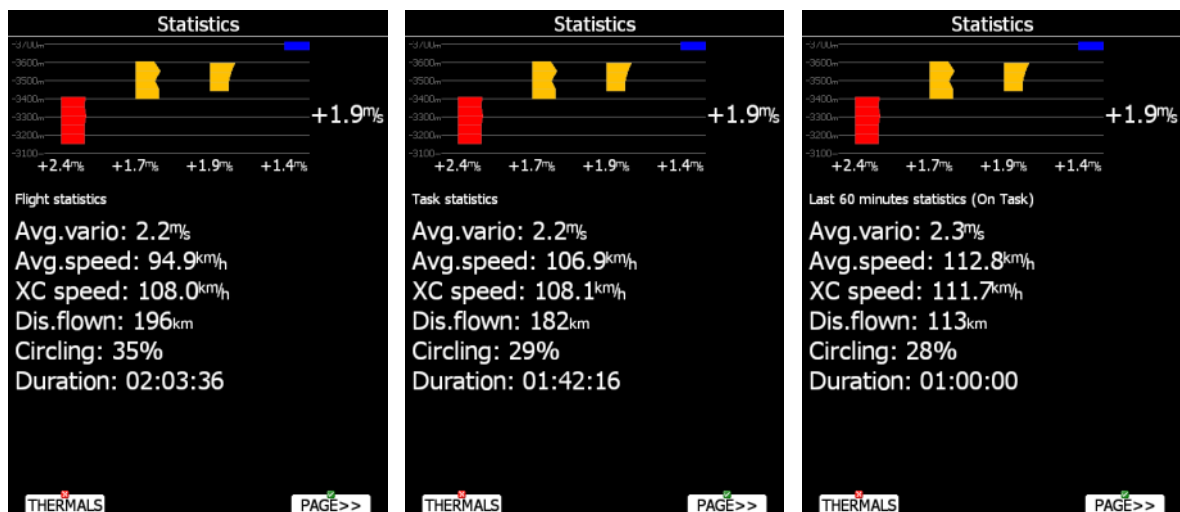 Statistics
-3700m
-3600m
-3500m
-3400m
-3300m
-3200m
-3100m
+1.9m/s
+2.4m/s +1.7m/s +1.9m/s +1.4m/s
Flight statistics
Avg.vario: 2.2m/s
Avg.speed: 94.9km/h
XC speed: 108.0km/h
Dis.flown: 196km
Circling: 35%
Duration: 02:03:36
THERMALS PAGE>>
Statistics
-3700m
-3600m
-3500m
-3400m
-3300m
-3200m
-3100m
+1.9m/s
+2.4m/s +1.7m/s +1.9m/s +1.4m/s
Task statistics
Avg.vario: 2.2m/s
Avg.speed: 106.9km/h
XC speed: 108.1km/h
Dis.flown: 182km
Circling: 29%
Duration: 01:42:16
THERMALS PAGE>>
Statistics
-3700m
-3600m
-3500m
-3400m
-3300m
-3200m
-3100m
+1.9m/s
+2.4m/s +1.7m/s +1.9m/s +1.4m/s
Last 60 minutes statistics (On Task)
Avg.vario: 2.3m/s
Avg.speed: 112.8km/h
XC speed: 111.7km/h
Dis.flown: 113km
Circling: 28%
Duration: 01:00:00
THERMALS PAGE>>